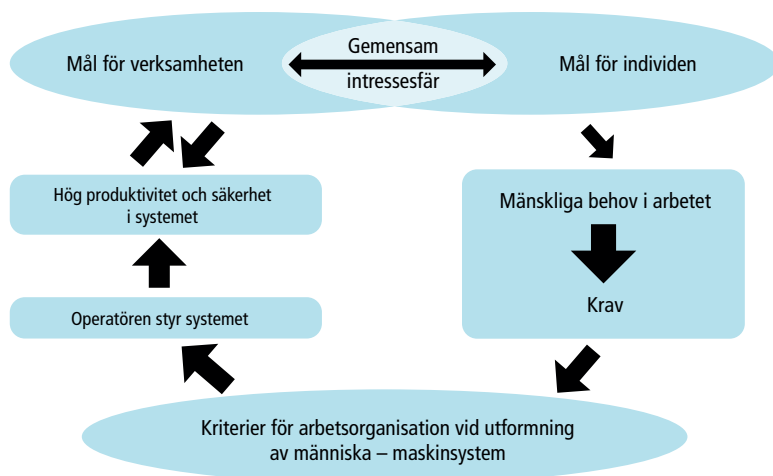 Mål för verksamheten
Gemensam
intressesfär
Mål för individen
Hög produktivitet och säkerhet
i systemet
Mänskliga behov i arbetet
Krav
Operatören styr systemet
Kriterier för arbetsorganisation vid utformning
av människa – maskinsystem